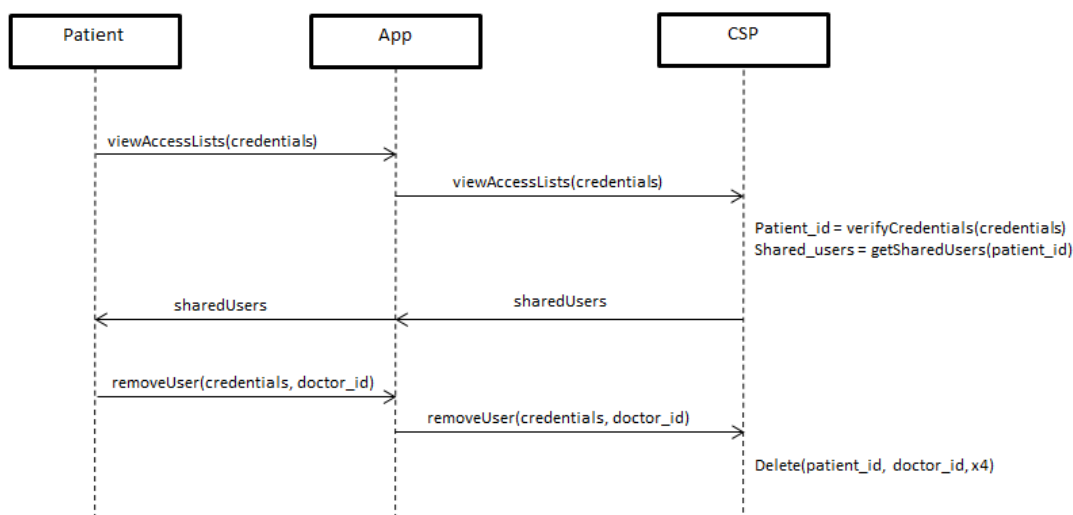 Patient
App
CSP
viewAccessLists(credentials)
viewAccessLists(credentials)
Patient_id = verifyCredentials(credentials)
Shared_users = getSharedUsers(patient_id)
sharedUsers
sharedUsers
removeUser(credentials, doctor_id)
removeUser(credentials, doctor_id)
Delete(patient_id, doctor_id, x4)